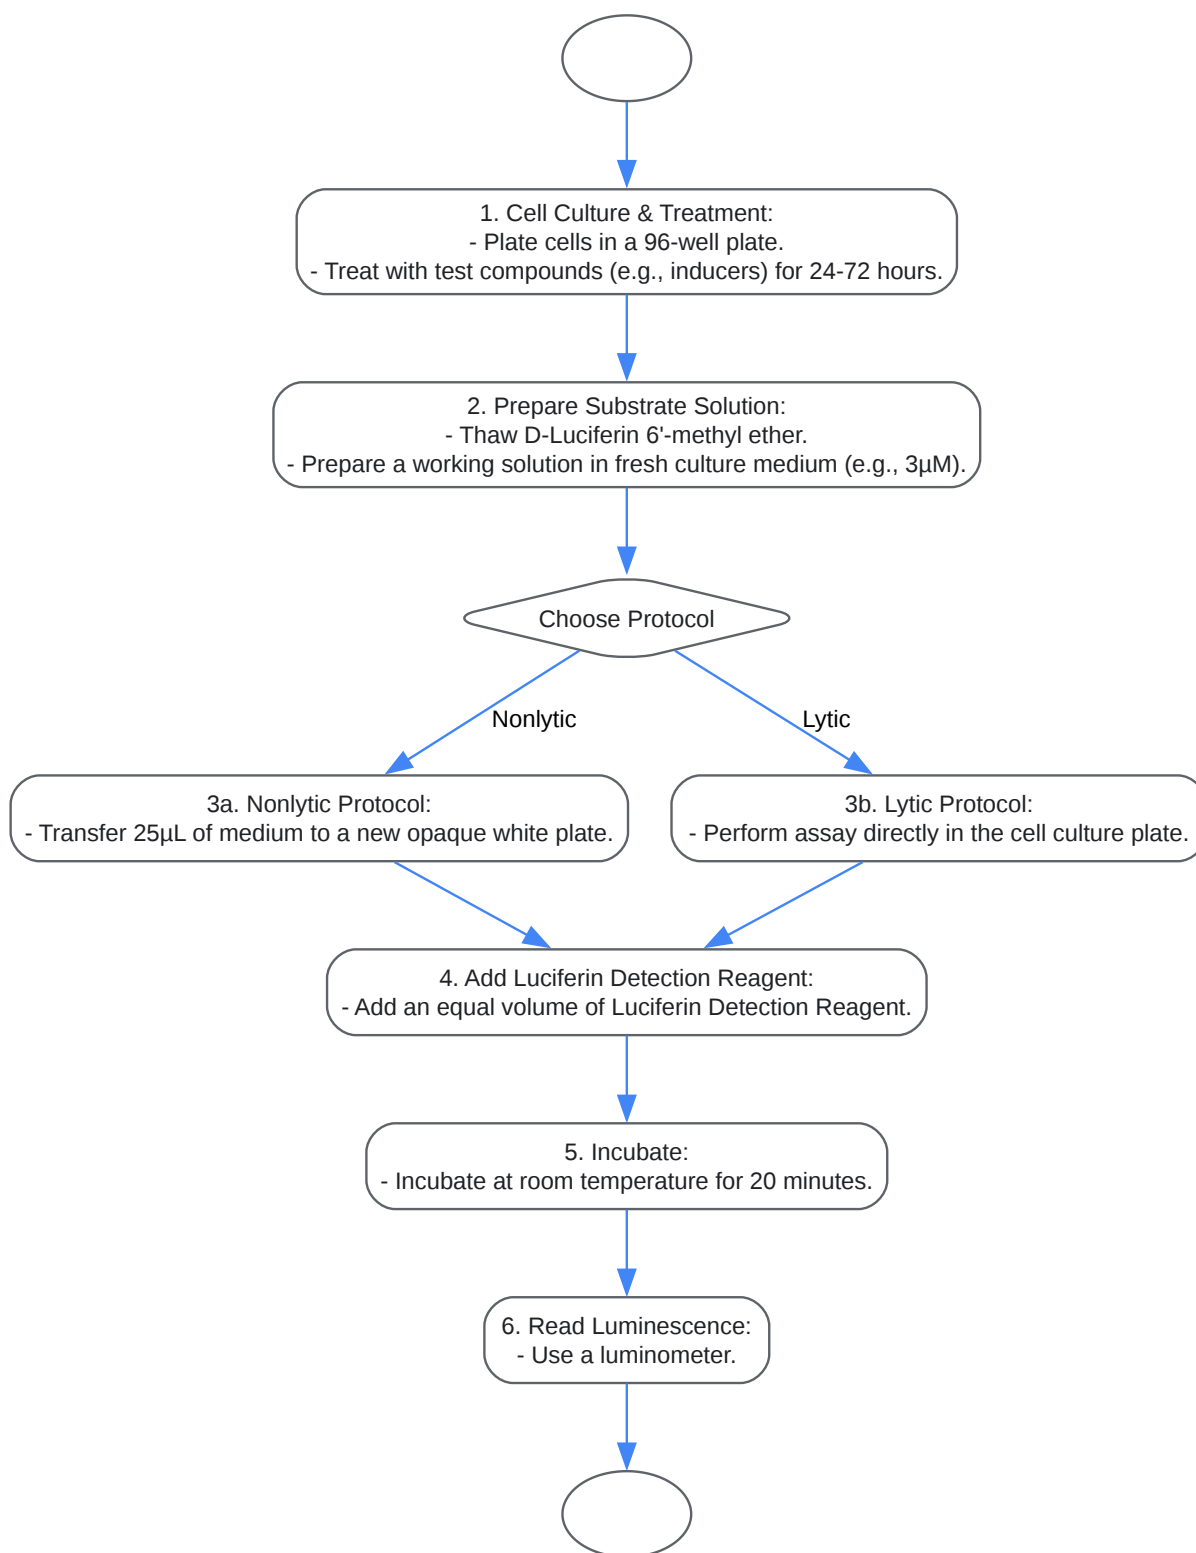 1. Cell Culture & Treatment:
- Plate cells in a 96-well plate.
- Treat with test compounds (e.g., inducers) for 24-72 hours.
2. Prepare Substrate Solution:
- Thaw D-Luciferin 6'-methyl ether.
- Prepare a working solution in fresh culture medium (e.g., 3µM).
Choose Protocol
Nonlytic
Lytic
3a. Nonlytic Protocol:
- Transfer 25µL of medium to a new opaque white plate.
3b. Lytic Protocol:
- Perform assay directly in the cell culture plate.
4. Add Luciferin Detection Reagent:
- Add an equal volume of Luciferin Detection Reagent.
5. Incubate:
- Incubate at room temperature for 20 minutes.
6. Read Luminescence:
- Use a luminometer.